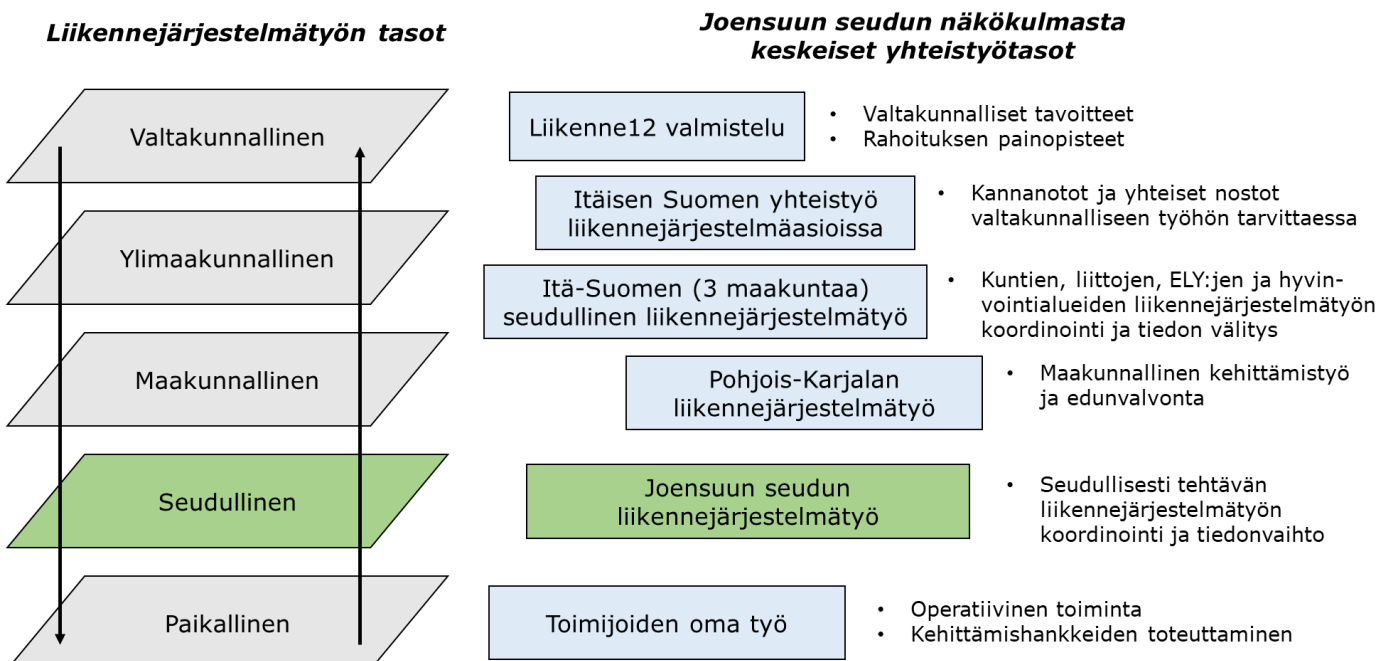 Liikennejärjestelmätyön tasot
Joensuun seudun näkökulmasta
keskeiset yhteistyötasot
Valtakunnallinen
Liikenne12 valmistelu
• Valtakunnalliset tavoitteet
• Rahoituksen painopisteet
Ylimaakunnallinen
Itäisen Suomen yhteistyö
liikennejärjestelmäasioissa
• Kannanotot ja yhteiset nostot
valtakunnalliseen työhön tarvittaessa
Itä-Suomen (3 maakuntaa)
seudullinen liikennejärjestelmätyö
• Kuntien, liittojen, ELY:jen ja hyvin-
vointialueiden liikennejärjestelmätyön
koordinointi ja tiedon välitys
Maakunnallinen
Pohjois-Karjalan
liikennejärjestelmätyö
• Maakunnallinen kehittämistyö
ja edunvalvonta
Seudullinen
Joensuun seudun
liikennejärjestelmätyö
• Seudullisesti tehtävän
liikennejärjestelmätyön
koordinointi ja tiedonvaihto
Paikallinen
Toimijoiden oma työ
• Operatiivinen toiminta
• Kehittämishankkeiden toteuttaminen